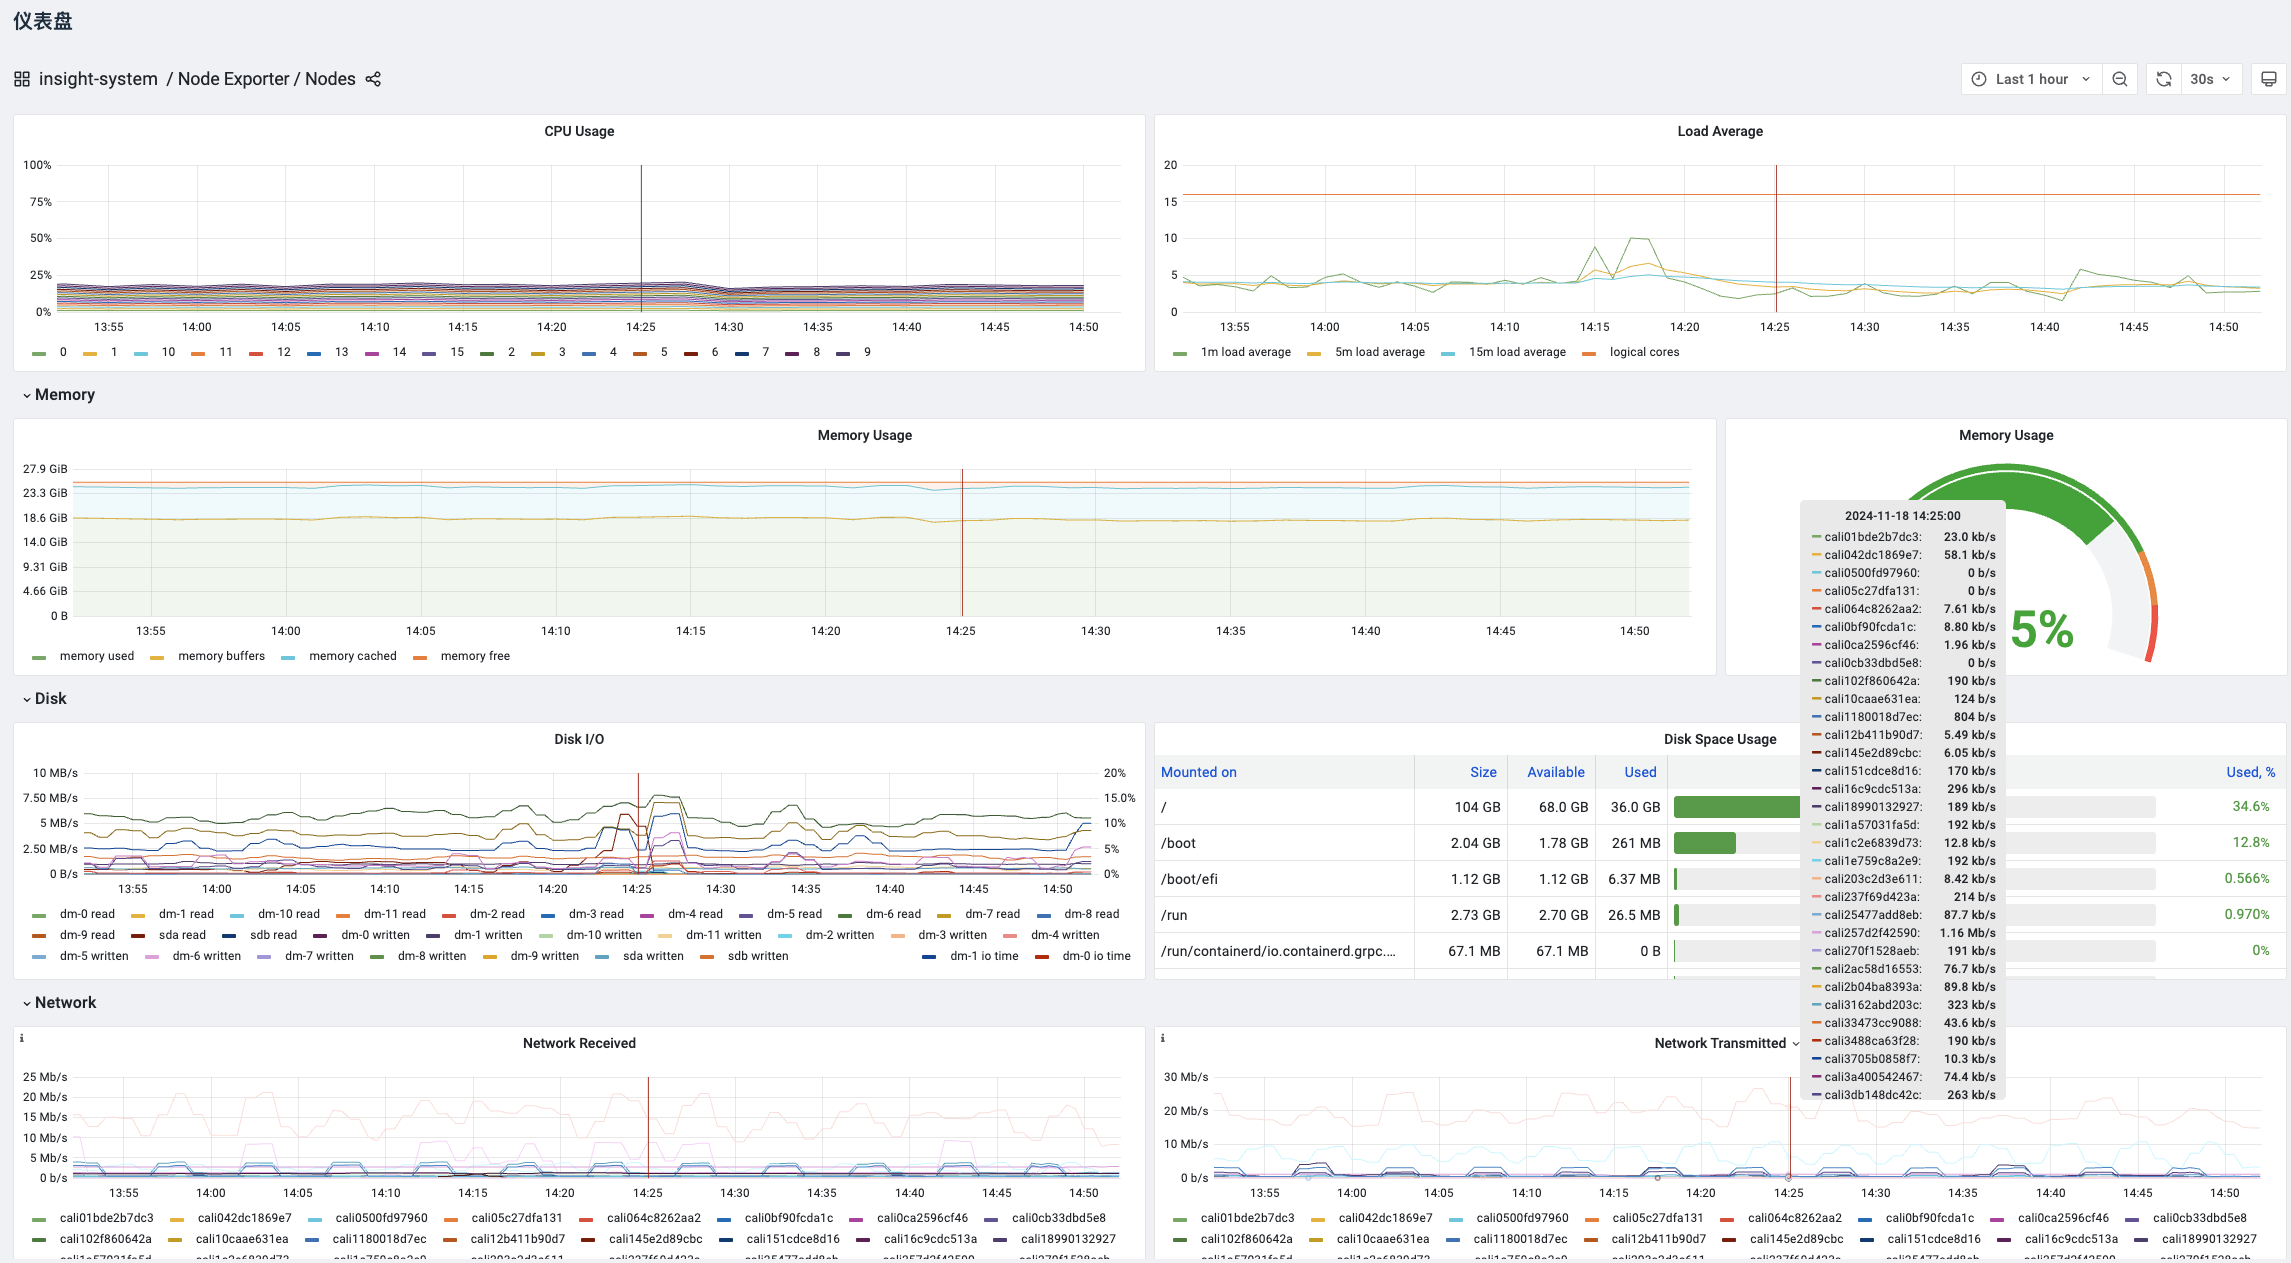 仪表盘
insight-system / Node Exporter / Nodes
Last 1 hour
30s
CPU Usage
100%
75%
50%
25%
0%
13:55 14:00 14:05 14:10 14:15 14:20 14:25 14:30 14:35 14:40 14:45 14:50
0 1 10 11 12 13 14 15 2 3 4 5 6 7 8 9
Load Average
20
15
10
5
0
13:55 14:00 14:05 14:10 14:15 14:20 14:25 14:30 14:35 14:40 14:45 14:50
1m load average 5m load average 15m load average logical cores
Memory
Memory Usage
27.9 GiB
23.3 GiB
18.6 GiB
14.0 GiB
9.31 GiB
4.66 GiB
0 B
13:55 14:00 14:05 14:10 14:15 14:20 14:25 14:30 14:35 14:40 14:45 14:50
memory used memory buffers memory cached memory free
Memory Usage
5%
2024-11-18 14:25:00
cali01bde2b7dc3: 23.0 kb/s
cali042dc1869e7: 58.1 kb/s
cali0500fd97960: 0 b/s
cali05c27dfa131: 0 b/s
cali064c8262aa2: 7.61 kb/s
cali0bf90fcda1c: 8.80 kb/s
cali0ca2596cf46: 1.96 kb/s
cali0cb33dbd5e8: 0 b/s
cali102f860642a: 190 kb/s
cali10caae631ea: 124 b/s
cali1180018d7ec: 804 b/s
cali12b411b90d7: 5.49 kb/s
cali145e2d89cbc: 6.05 kb/s
cali151cdce8d16: 170 kb/s
cali16c9cdc513a: 296 kb/s
cali18990132927: 189 kb/s
cali1a57031fa5d: 192 kb/s
cali1c2e6839d73: 12.8 kb/s
cali1e759c8a2e9: 192 kb/s
cali203c2d3e611: 8.42 kb/s
cali237f69d423a: 214 b/s
cali25477add8eb: 87.7 kb/s
cali257d2f42590: 1.16 Mb/s
cali270f1528aeb: 191 kb/s
cali2ac58d16553: 76.7 kb/s
cali2b04ba8393a: 89.8 kb/s
cali3162abd203c: 323 kb/s
cali33473cc9088: 43.6 kb/s
cali3488ca63f28: 190 kb/s
cali3705b0858f7: 10.3 kb/s
cali3a400542467: 74.4 kb/s
cali3db148dc42c: 263 kb/s
Disk
Disk I/O
10 MB/s
7.50 MB/s
5 MB/s
2.50 MB/s
0 B/s
20%
15.0%
10%
5%
0%
13:55 14:00 14:05 14:10 14:15 14:20 14:25 14:30 14:35 14:40 14:45 14:50
dm-0 read dm-1 read dm-10 read dm-11 read dm-2 read dm-3 read dm-4 read dm-5 read dm-6 read dm-7 read dm-8 read
dm-9 read sda read sdb read dm-0 written dm-1 written dm-10 written dm-11 written dm-2 written dm-3 written dm-4 written
dm-5 written dm-6 written dm-7 written dm-8 written dm-9 written sda written sdb written dm-1 io time dm-0 io time
Disk Space Usage
Mounted on Size Available Used Used, %
/ 104 GB 68.0 GB 36.0 GB 34.6%
/boot 2.04 GB 1.78 GB 261 MB 12.8%
/boot/efi 1.12 GB 1.12 GB 6.37 MB 0.566%
/run 2.73 GB 2.70 GB 26.5 MB 0.970%
/run/containerd/io.containerd.grpc.... 67.1 MB 67.1 MB 0 B 0%
Network
Network Received
25 Mb/s
20 Mb/s
15 Mb/s
10 Mb/s
5 Mb/s
0 b/s
13:55 14:00 14:05 14:10 14:15 14:20 14:25 14:30 14:35 14:40 14:45 14:50
cali01bde2b7dc3 cali042dc1869e7 cali0500fd97960 cali05c27dfa131 cali064c8262aa2 cali0bf90fcda1c cali0ca2596cf46 cali0cb33dbd5e8
cali102f860642a cali10caae631ea cali1180018d7ec cali12b411b90d7 cali145e2d89cbc cali151cdce8d16 cali16c9cdc513a cali18990132927
Network Transmitted
30 Mb/s
20 Mb/s
10 Mb/s
0 b/s
13:55 14:00 14:05 14:10 14:15 14:20 14:25 14:30 14:35 14:40 14:45 14:50
cali01bde2b7dc3 cali042dc1869e7 cali0500fd97960 cali05c27dfa131 cali064c8262aa2 cali0bf90fcda1c cali0ca2596cf46 cali0cb33dbd5e8
cali102f860642a cali10caae631ea cali1180018d7ec cali12b411b90d7 cali145e2d89cbc cali151cdce8d16 cali16c9cdc513a cali18990132927